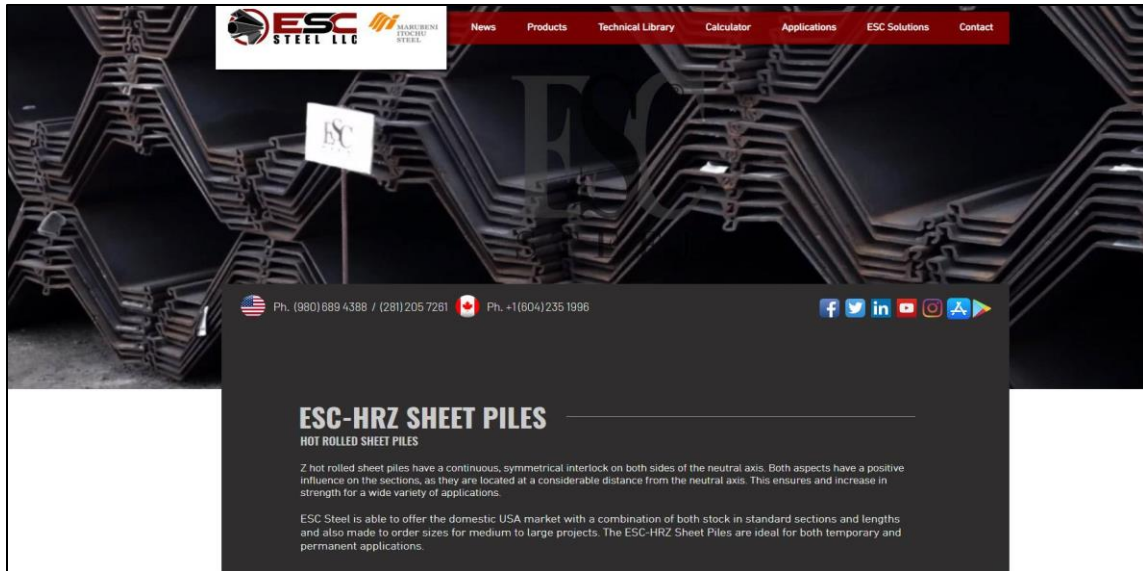 ESC
STEEL LLC
MARUBENI
ITOCHU
STEEL
News Products Technical Library Calculator Applications ESC Solutions Contact
ESC
ESC
Ph. (980) 689 4388 / (281) 205 7261 Ph. +1 (604) 235 1996
ESC-HRZ SHEET PILES
HOT ROLLED SHEET PILES
Z hot rolled sheet piles have a continuous, symmetrical interlock on both sides of the neutral axis. Both aspects have a positive
influence on the sections, as they are located at a considerable distance from the neutral axis. This ensures and increase in
strength for a wide variety of applications.
ESC Steel is able to offer the domestic USA market with a combination of both stock in standard sections and lengths
and also made to order sizes for medium to large projects. The ESC-HRZ Sheet Piles are ideal for both temporary and
permanent applications.